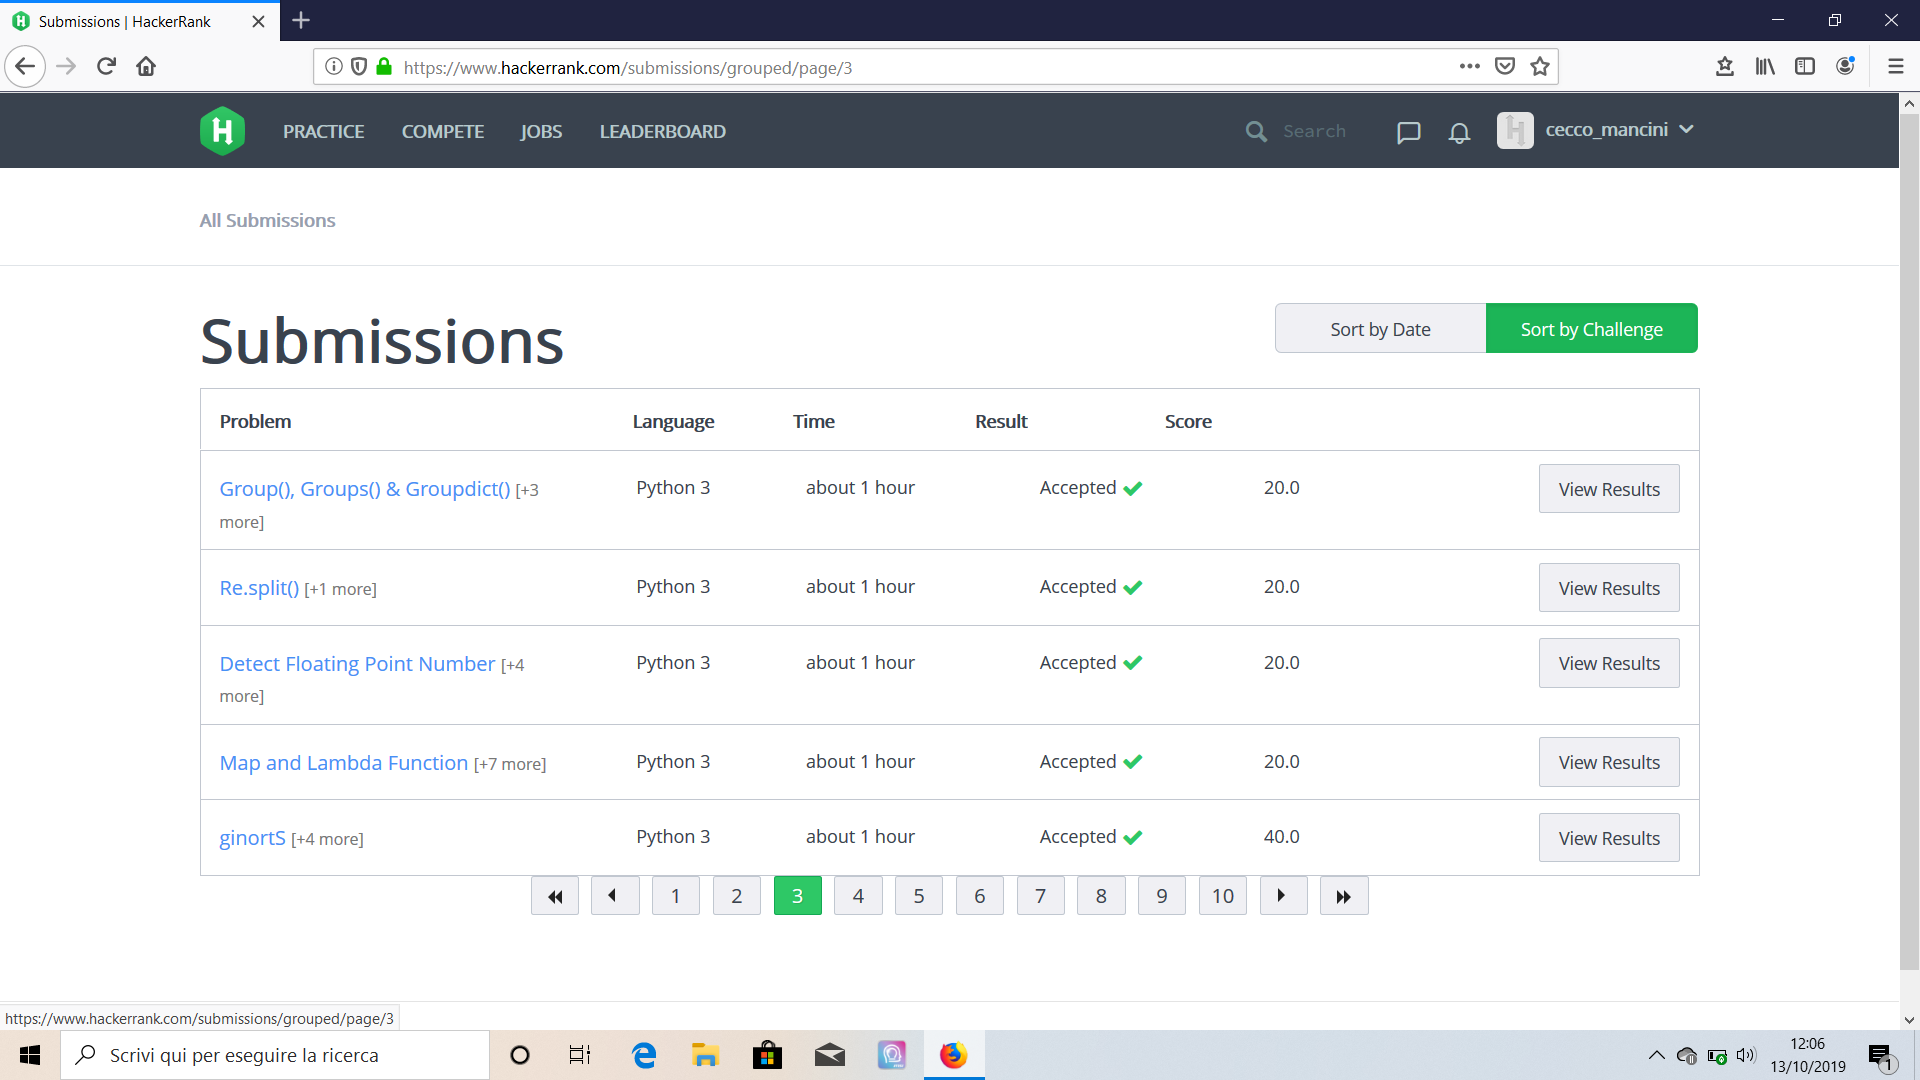 Submissions | HackerRank
https://www.hackerrank.com/submissions/grouped/page/3
PRACTICE COMPETE JOBS LEADERBOARD Search cecco_mancini
All Submissions
Submissions
Sort by Date Sort by Challenge
Problem Language Time Result Score
Group(), Groups() & Groupdict() [+3 Python 3 about 1 hour Accepted 20.0 View Results
more]
Re.split() [+1 more] Python 3 about 1 hour Accepted 20.0 View Results
Detect Floating Point Number [+4 Python 3 about 1 hour Accepted 20.0 View Results
more]
Map and Lambda Function [+7 more] Python 3 about 1 hour Accepted 20.0 View Results
ginortS [+4 more] Python 3 about 1 hour Accepted 40.0 View Results
1 2 3 4 5 6 7 8 9 10
https://www.hackerrank.com/submissions/grouped/page/3
Scrivi qui per eseguire la ricerca
12:06
13/10/2019
1